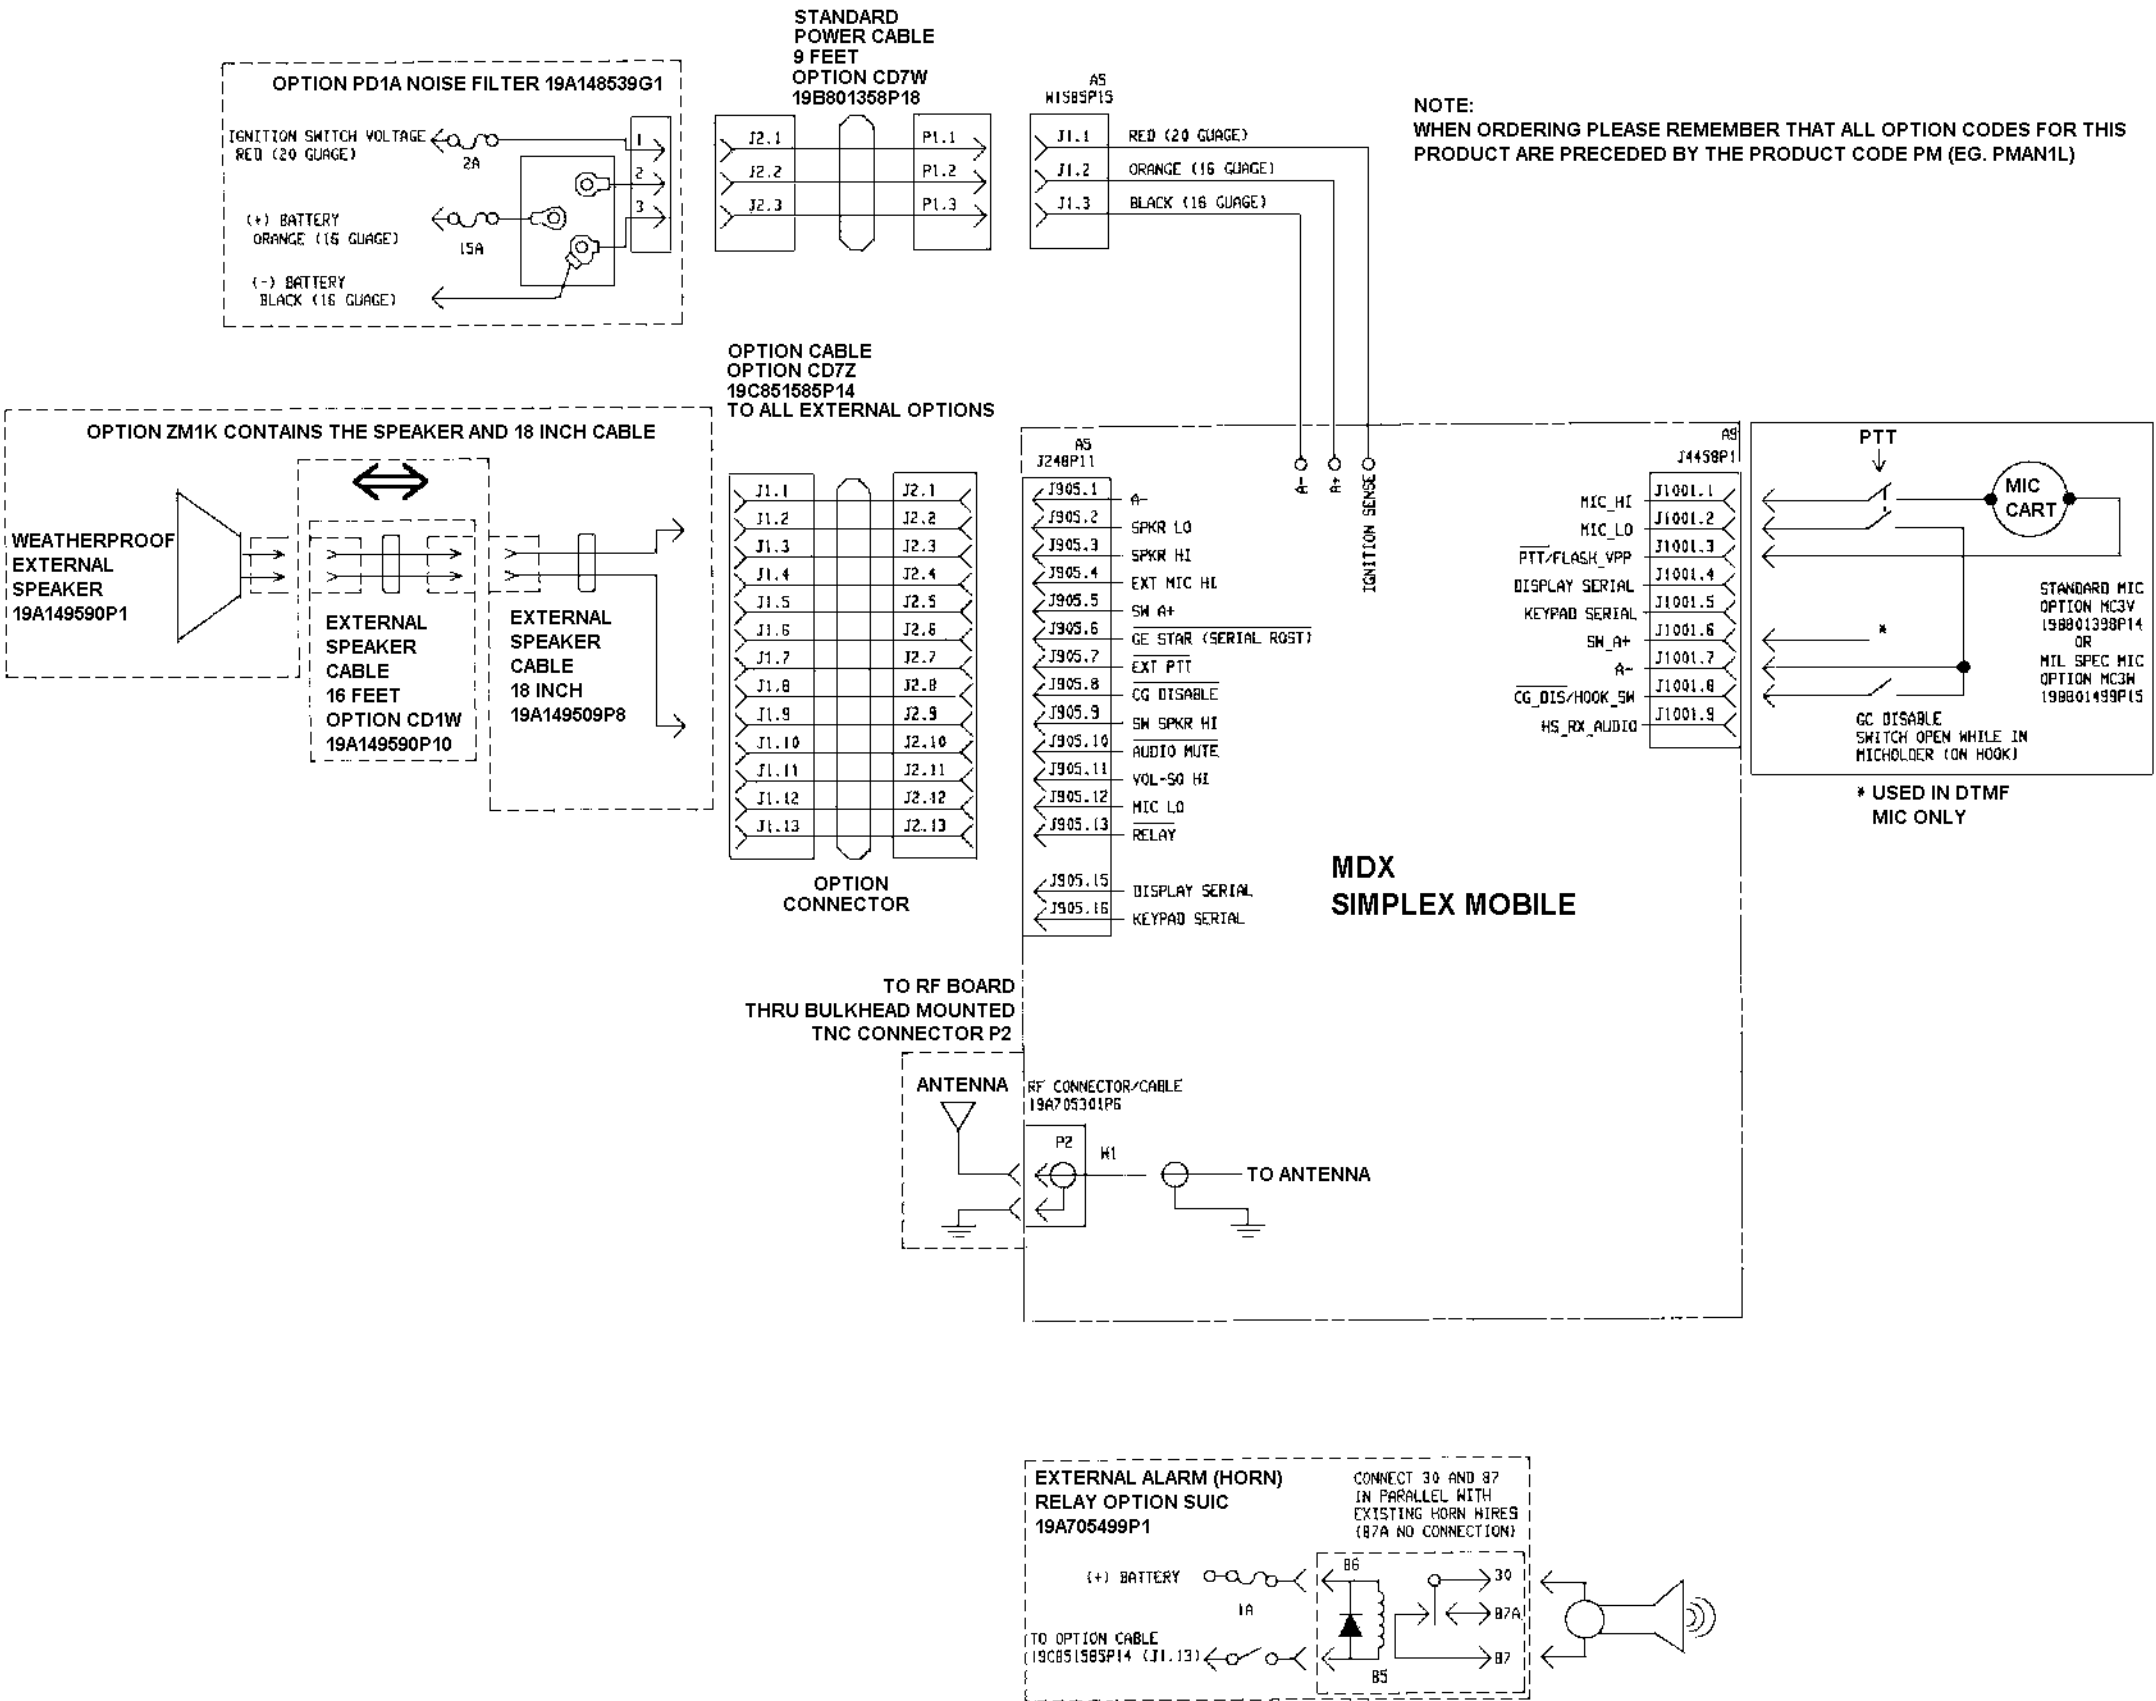 STANDARD
POWER CABLE
9 FEET
OPTION CD7W
19B801358P18
OPTION PD1A NOISE FILTER 19A148539G1
IGNITION SWITCH VOLTAGE
RED (20 GUAGE)
2A
(+) BATTERY
ORANGE (16 GUAGE)
15A
(-) BATTERY
BLACK (16 GUAGE)
1
2
3
J2.1
J2.2
J2.3
P1.1
P1.2
P1.3
A5
W1585P15
J1.1 RED (20 GUAGE)
J1.2 ORANGE (16 GUAGE)
J1.3 BLACK (16 GUAGE)
NOTE:
WHEN ORDERING PLEASE REMEMBER THAT ALL OPTION CODES FOR THIS
PRODUCT ARE PRECEDED BY THE PRODUCT CODE PM (EG. PMAN1L)
OPTION CABLE
OPTION CD7Z
19C851585P14
TO ALL EXTERNAL OPTIONS
OPTION ZM1K CONTAINS THE SPEAKER AND 18 INCH CABLE
WEATHERPROOF
EXTERNAL
SPEAKER
19A149590P1
EXTERNAL
SPEAKER
CABLE
16 FEET
OPTION CD1W
19A149590P10
EXTERNAL
SPEAKER
CABLE
18 INCH
19A149509P8
J1.1 J2.1
J1.2 J2.2
J1.3 J2.3
J1.4 J2.4
J1.5 J2.5
J1.6 J2.6
J1.7 J2.7
J1.8 J2.8
J1.9 J2.9
J1.10 J2.10
J1.11 J2.11
J1.12 J2.12
J1.13 J2.13
OPTION
CONNECTOR
A5
J248P11
J905.1 A-
J905.2 SPKR LO
J905.3 SPKR HI
J905.4 EXT MIC HI
J905.5 SW A+
J905.6 GE STAR (SERIAL RQST)
J905.7 EXT PTT
J905.8 CG DISABLE
J905.9 SW SPKR HI
J905.10 AUDIO MUTE
J905.11 VOL-SQ HI
J905.12 MIC LO
J905.13 RELAY
J905.15 DISPLAY SERIAL
J905.16 KEYPAD SERIAL
A-
A+
IGNITION SENSE
MDX
SIMPLEX MOBILE
A9
J4458P1
MIC_HI J1001.1
MIC_LO J1001.2
PTT/FLASH_VPP J1001.3
DISPLAY SERIAL J1001.4
KEYPAD SERIAL J1001.5
SW_A+ J1001.6
A- J1001.7
CG_DIS/HOOK_SW J1001.8
HS_RX_AUDIO J1001.9
PTT
MIC
CART
*
STANDARD MIC
OPTION MC3V
19B801398P14
OR
MIL SPEC MIC
OPTION MC3W
19B801499P15
GC DISABLE
SWITCH OPEN WHILE IN
MICHOLDER (ON HOOK)
* USED IN DTMF
MIC ONLY
TO RF BOARD
THRU BULKHEAD MOUNTED
TNC CONNECTOR P2
ANTENNA
RF CONNECTOR/CABLE
19A705301P6
P2
W1
TO ANTENNA
EXTERNAL ALARM (HORN)
RELAY OPTION SUIC
19A705499P1
CONNECT 30 AND 87
IN PARALLEL WITH
EXISTING HORN WIRES
(87A NO CONNECTION)
(+) BATTERY
1A
TO OPTION CABLE
19C851585P14 (J1.13)
86
85
30
87A
87